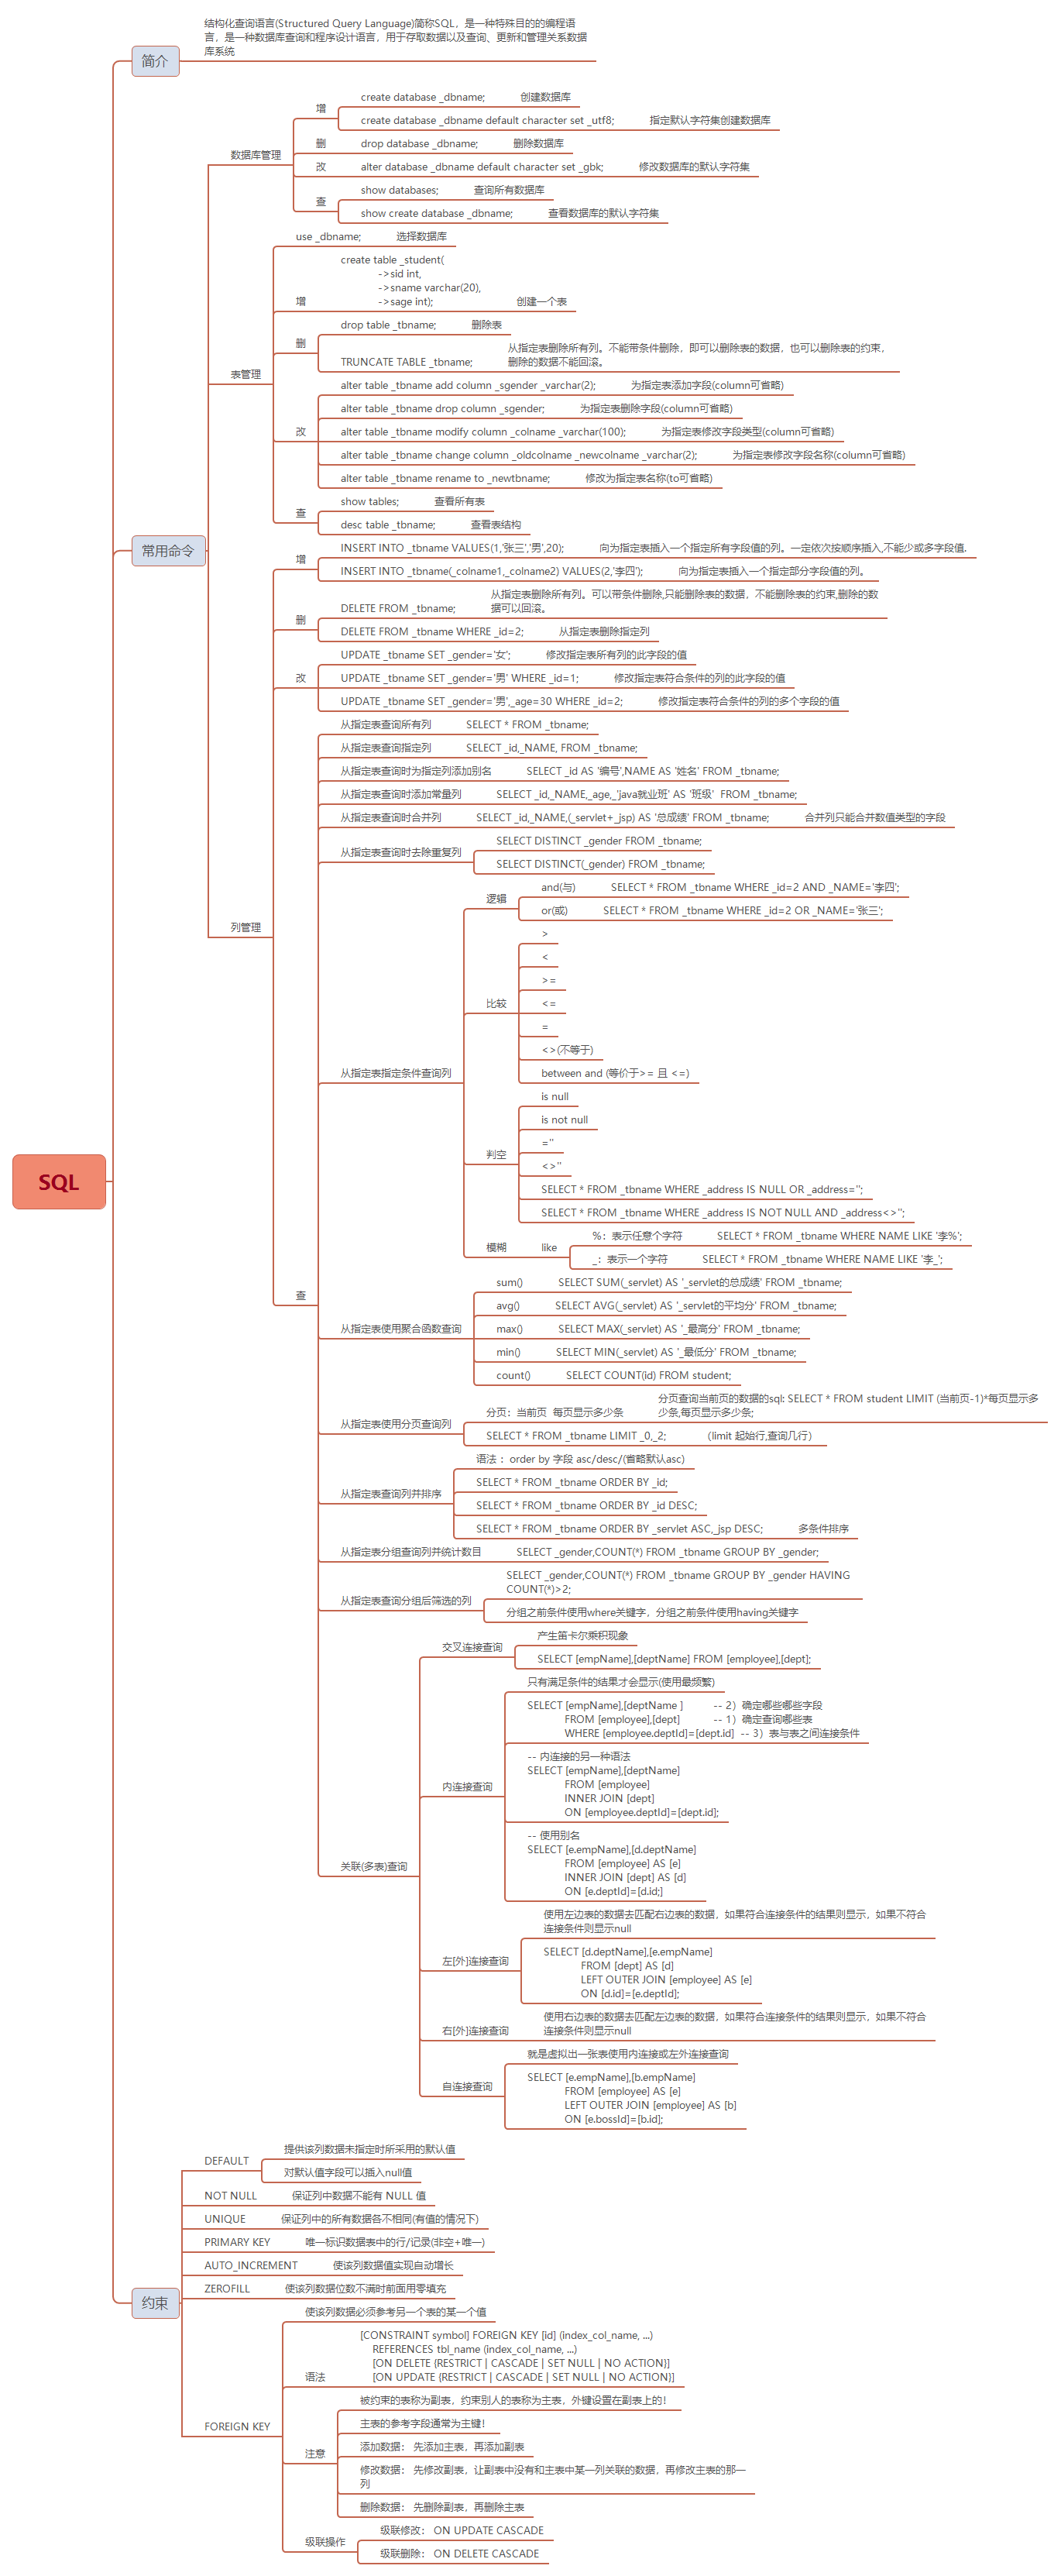 SQL
简介
结构化查询语言(Structured Query Language)简称SQL，是一种特殊目的的编程语
言，是一种数据库查询和程序设计语言，用于存取数据以及查询、更新和管理关系数据
库系统
常用命令
数据库管理
增
create database _dbname; 创建数据库
create database _dbname default character set _utf8; 指定默认字符集创建数据库
删
drop database _dbname; 删除数据库
改
alter database _dbname default character set _gbk; 修改数据库的默认字符集
查
show databases; 查询所有数据库
show create database _dbname; 查看数据库的默认字符集
表管理
use _dbname; 选择数据库
增
create table _student(
->sid int,
->sname varchar(20),
->sage int); 创建一个表
删
drop table _tbname; 删除表
TRUNCATE TABLE _tbname;
从指定表删除所有列。不能带条件删除，即可以删除表的数据，也可以删除表的约束，
删除的数据不能回滚。
改
alter table _tbname add column _sgender _varchar(2); 为指定表添加字段(column可省略)
alter table _tbname drop column _sgender; 为指定表删除字段(column可省略)
alter table _tbname modify column _colname _varchar(100); 为指定表修改字段类型(column可省略)
alter table _tbname change column _oldcolname _newcolname _varchar(2); 为指定表修改字段名称(column可省略)
alter table _tbname rename to _newtbname; 修改为指定表名称(to可省略)
查
show tables; 查看所有表
desc table _tbname; 查看表结构
列管理
增
INSERT INTO _tbname VALUES(1,'张三','男',20); 向为指定表插入一个指定所有字段值的列。一定依次按顺序插入,不能少或多字段值.
INSERT INTO _tbname(_colname1,_colname2) VALUES(2,'李四'); 向为指定表插入一个指定部分字段值的列。
删
DELETE FROM _tbname;
从指定表删除所有列。可以带条件删除,只能删除表的数据，不能删除表的约束,删除的数
据可以回滚。
DELETE FROM _tbname WHERE _id=2; 从指定表删除指定列
改
UPDATE _tbname SET _gender='女'; 修改指定表所有列的此字段的值
UPDATE _tbname SET _gender='男' WHERE _id=1; 修改指定表符合条件的列的此字段的值
UPDATE _tbname SET _gender='男',_age=30 WHERE _id=2; 修改指定表符合条件的列的多个字段的值
查
从指定表查询所有列 SELECT * FROM _tbname;
从指定表查询指定列 SELECT _id,_NAME, FROM _tbname;
从指定表查询时为指定列添加别名 SELECT _id AS '编号',NAME AS '姓名' FROM _tbname;
从指定表查询时添加常量列 SELECT _id,_NAME,_age,_'java就业班' AS '班级' FROM _tbname;
从指定表查询时合并列 SELECT _id,_NAME,(_servlet+_jsp) AS '总成绩' FROM _tbname; 合并列只能合并数值类型的字段
从指定表查询时去除重复列
SELECT DISTINCT _gender FROM _tbname;
SELECT DISTINCT(_gender) FROM _tbname;
从指定表指定条件查询列
逻辑
and(与) SELECT * FROM _tbname WHERE _id=2 AND _NAME='李四';
or(或) SELECT * FROM _tbname WHERE _id=2 OR _NAME='张三';
比较
>
<
>=
<=
=
<>(不等于)
between and (等价于>= 且 <=)
判空
is null
is not null
=''
<>''
SELECT * FROM _tbname WHERE _address IS NULL OR _address='';
SELECT * FROM _tbname WHERE _address IS NOT NULL AND _address<>'';
模糊
like
%：表示任意个字符 SELECT * FROM _tbname WHERE NAME LIKE '李%';
_：表示一个字符 SELECT * FROM _tbname WHERE NAME LIKE '李_';
从指定表使用聚合函数查询
sum() SELECT SUM(_servlet) AS '_servlet的总成绩' FROM _tbname;
avg() SELECT AVG(_servlet) AS '_servlet的平均分' FROM _tbname;
max() SELECT MAX(_servlet) AS '_最高分' FROM _tbname;
min() SELECT MIN(_servlet) AS '_最低分' FROM _tbname;
count() SELECT COUNT(id) FROM student;
从指定表使用分页查询列
分页：当前页 每页显示多少条
分页查询当前页的数据的sql: SELECT * FROM student LIMIT (当前页-1)*每页显示多
少条,每页显示多少条;
SELECT * FROM _tbname LIMIT _0,_2; （limit 起始行,查询几行）
从指定表查询列并排序
语法 ：order by 字段 asc/desc/(省略默认asc)
SELECT * FROM _tbname ORDER BY _id;
SELECT * FROM _tbname ORDER BY _id DESC;
SELECT * FROM _tbname ORDER BY _servlet ASC,_jsp DESC; 多条件排序
从指定表分组查询列并统计数目 SELECT _gender,COUNT(*) FROM _tbname GROUP BY _gender;
从指定表查询分组后筛选的列
SELECT _gender,COUNT(*) FROM _tbname GROUP BY _gender HAVING
COUNT(*)>2;
分组之前条件使用where关键字，分组之前条件使用having关键字
关联(多表)查询
交叉连接查询
产生笛卡尔乘积现象
SELECT [empName],[deptName] FROM [employee],[dept];
内连接查询
只有满足条件的结果才会显示(使用最频繁)
SELECT [empName],[deptName ] -- 2）确定哪些哪些字段
FROM [employee],[dept] -- 1）确定查询哪些表
WHERE [employee.deptId]=[dept.id] -- 3）表与表之间连接条件
-- 内连接的另一种语法
SELECT [empName],[deptName]
FROM [employee]
INNER JOIN [dept]
ON [employee.deptId]=[dept.id];
-- 使用别名
SELECT [e.empName],[d.deptName]
FROM [employee] AS [e]
INNER JOIN [dept] AS [d]
ON [e.deptId]=[d.id;]
左[外]连接查询
使用左边表的数据去匹配右边表的数据，如果符合连接条件的结果则显示，如果不符合
连接条件则显示null
SELECT [d.deptName],[e.empName]
FROM [dept] AS [d]
LEFT OUTER JOIN [employee] AS [e]
ON [d.id]=[e.deptId];
右[外]连接查询
使用右边表的数据去匹配左边表的数据，如果符合连接条件的结果则显示，如果不符合
连接条件则显示null
自连接查询
就是虚拟出一张表使用内连接或左外连接查询
SELECT [e.empName],[b.empName]
FROM [employee] AS [e]
LEFT OUTER JOIN [employee] AS [b]
ON [e.bossId]=[b.id];
约束
DEFAULT
提供该列数据未指定时所采用的默认值
对默认值字段可以插入null值
NOT NULL 保证列中数据不能有 NULL 值
UNIQUE 保证列中的所有数据各不相同(有值的情况下)
PRIMARY KEY 唯一标识数据表中的行/记录(非空+唯一)
AUTO_INCREMENT 使该列数据值实现自动增长
ZEROFILL 使该列数据位数不满时前面用零填充
FOREIGN KEY
使该列数据必须参考另一个表的某一个值
语法
[CONSTRAINT symbol] FOREIGN KEY [id] (index_col_name, ...)
REFERENCES tbl_name (index_col_name, ...)
[ON DELETE {RESTRICT | CASCADE | SET NULL | NO ACTION}]
[ON UPDATE {RESTRICT | CASCADE | SET NULL | NO ACTION}]
注意
被约束的表称为副表，约束别人的表称为主表，外键设置在副表上的！
主表的参考字段通常为主键！
添加数据： 先添加主表，再添加副表
修改数据： 先修改副表，让副表中没有和主表中某一列关联的数据，再修改主表的那一
列
删除数据： 先删除副表，再删除主表
级联操作
级联修改： ON UPDATE CASCADE
级联删除： ON DELETE CASCADE